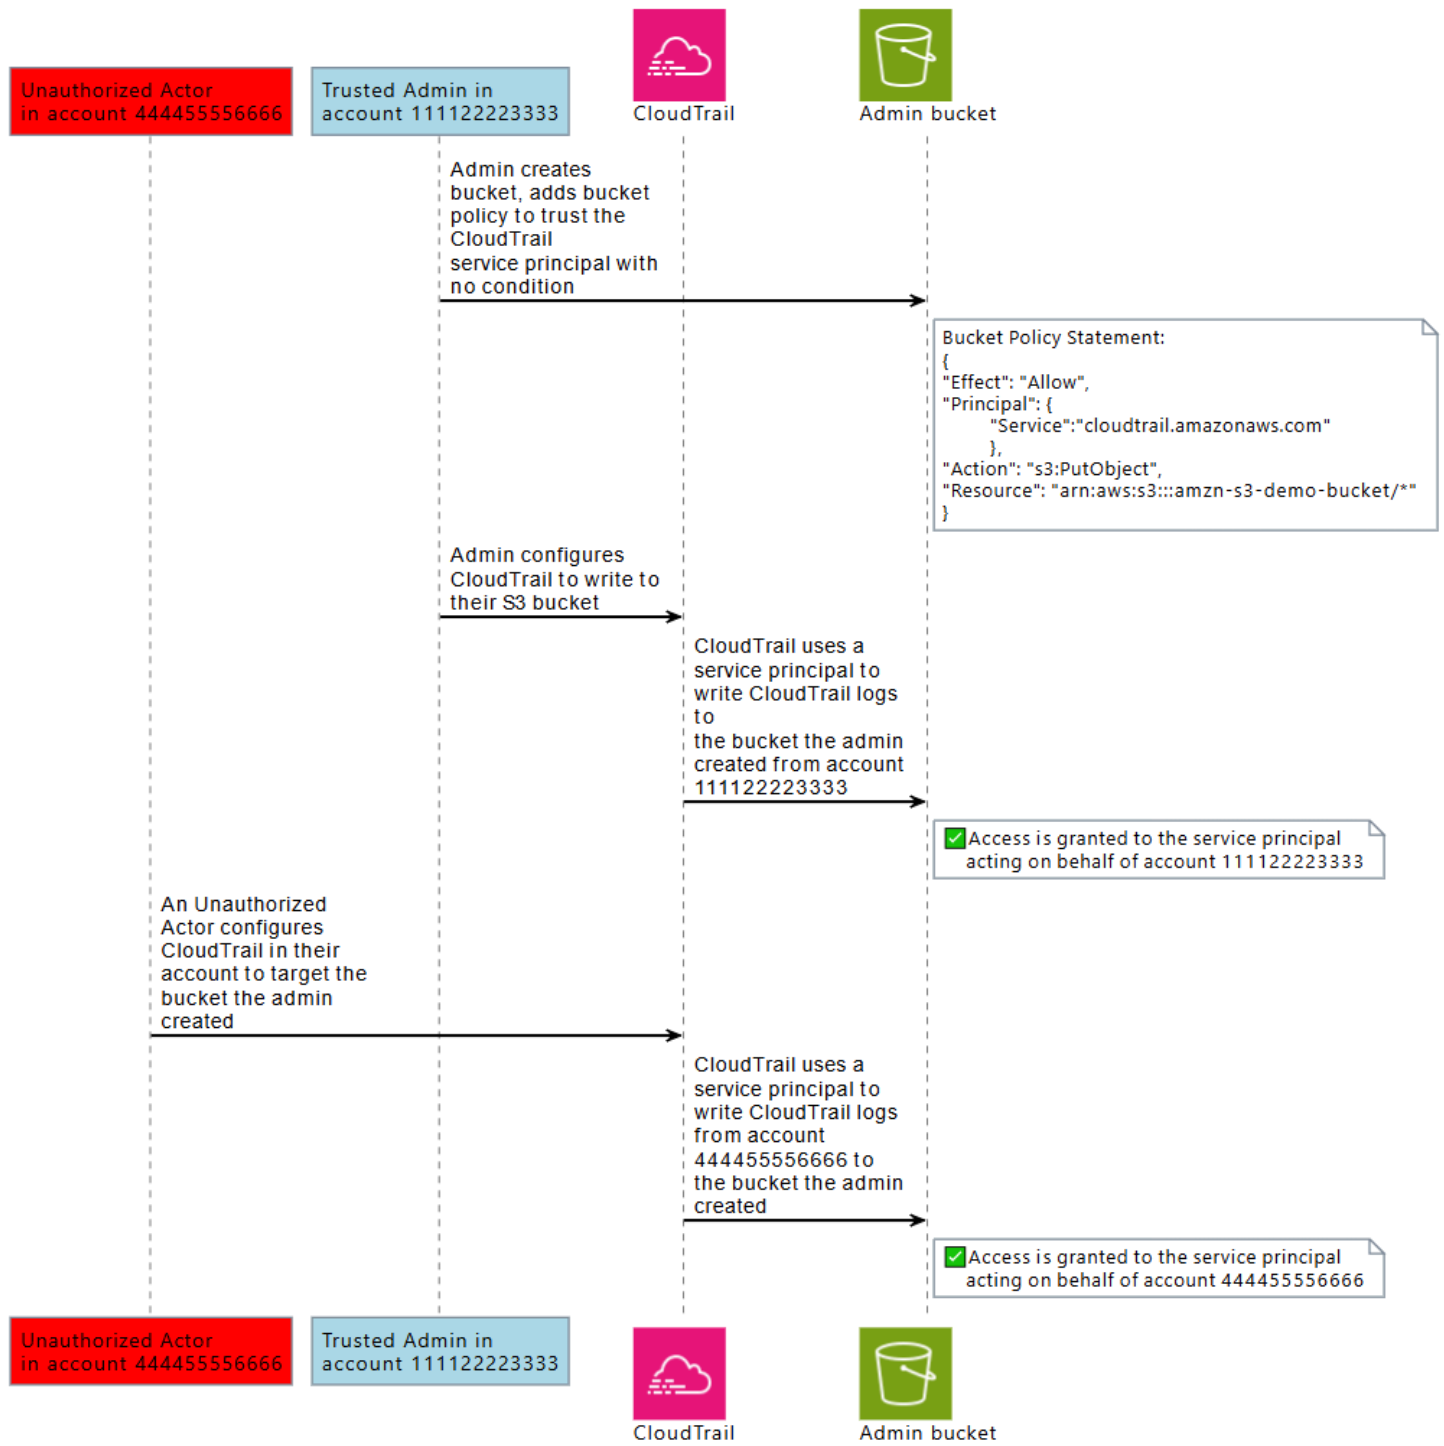 Unauthorized Actor
in account 444455556666
Trusted Admin in
account 111122223333
CloudTrail
Admin bucket
Admin creates
bucket, adds bucket
policy to trust the
CloudTrail
service principal with
no condition
Bucket Policy Statement:
{
"Effect": "Allow",
"Principal": {
"Service":"cloudtrail.amazonaws.com"
},
"Action": "s3:PutObject",
"Resource": "arn:aws:s3:::amzn-s3-demo-bucket/*"
}
Admin configures
CloudTrail to write to
their S3 bucket
CloudTrail uses a
service principal to
write CloudTrail logs
to
the bucket the admin
created from account
111122223333
✅Access is granted to the service principal
acting on behalf of account 111122223333
An Unauthorized
Actor configures
CloudTrail in their
account to target the
bucket the admin
created
CloudTrail uses a
service principal to
write CloudTrail logs
from account
444455556666 to
the bucket the admin
created
✅Access is granted to the service principal
acting on behalf of account 444455556666
Unauthorized Actor
in account 444455556666
Trusted Admin in
account 111122223333
CloudTrail
Admin bucket